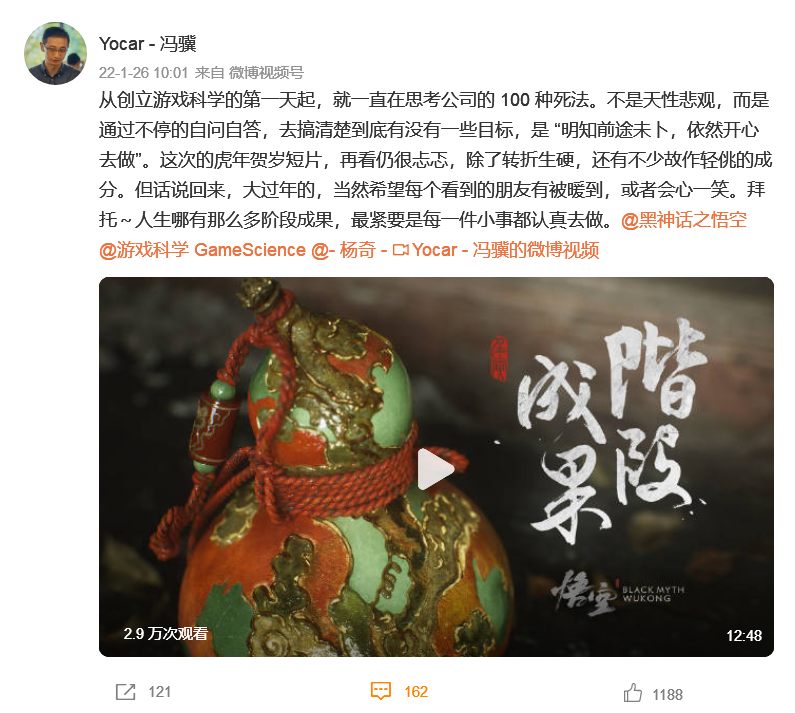 Yocar - 冯骥
22-1-26 10:01 来自 微博视频号
从创立游戏科学的第一天起，就一直在思考公司的 100 种死法。不是天性悲观，而是
通过不停的自问自答，去搞清楚到底有没有一些目标，是 “明知前途未卜，依然开心
去做”。这次的虎年贺岁短片，再看仍很忐忑，除了转折生硬，还有不少故作轻佻的成
分。但话说回来，大过年的，当然希望每个看到的朋友有被暖到，或者会心一笑。拜
托～人生哪有那么多阶段成果，最紧要是每一件小事都认真去做。@黑神话之悟空
@游戏科学 GameScience @- 杨奇 - Yocar - 冯骥的微博视频
階段
成果
悟空 BLACK MYTH
WUKONG
2.9 万次观看
12:48
121
162
1188